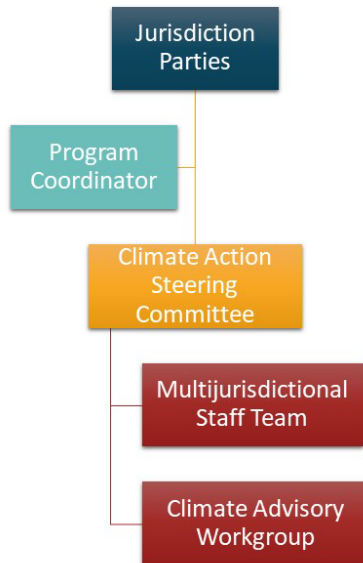 Jurisdiction
Parties
Program
Coordinator
Climate Action
Steering
Committee
Multijurisdictional
Staff Team
Climate Advisory
Workgroup